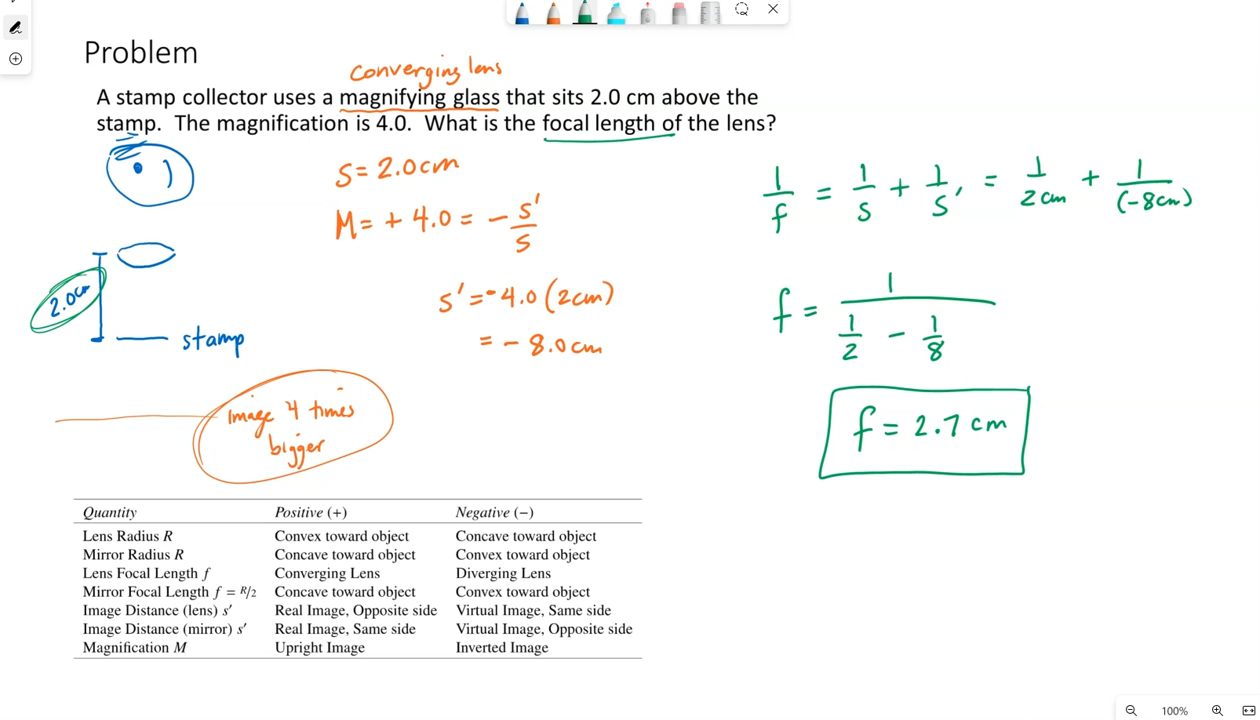 Problem
converging lens
A stamp collector uses a magnifying glass that sits 2.0 cm above the
stamp. The magnification is 4.0. What is the focal length of the lens?
S = 2.0cm
M = + 4.0 = - s'/s
s' = -4.0 (2cm)
= - 8.0cm
2.0cm
stamp
image 4 times
bigger
1/f = 1/s + 1/s' = 1/2cm + 1/(-8cm)
f = 1/(1/2 - 1/8)
f = 2.7 cm
Quantity Positive (+) Negative (−)
Lens Radius R Convex toward object Concave toward object
Mirror Radius R Concave toward object Convex toward object
Lens Focal Length f Converging Lens Diverging Lens
Mirror Focal Length f = R/2 Concave toward object Convex toward object
Image Distance (lens) s′ Real Image, Opposite side Virtual Image, Same side
Image Distance (mirror) s′ Real Image, Same side Virtual Image, Opposite side
Magnification M Upright Image Inverted Image
100%